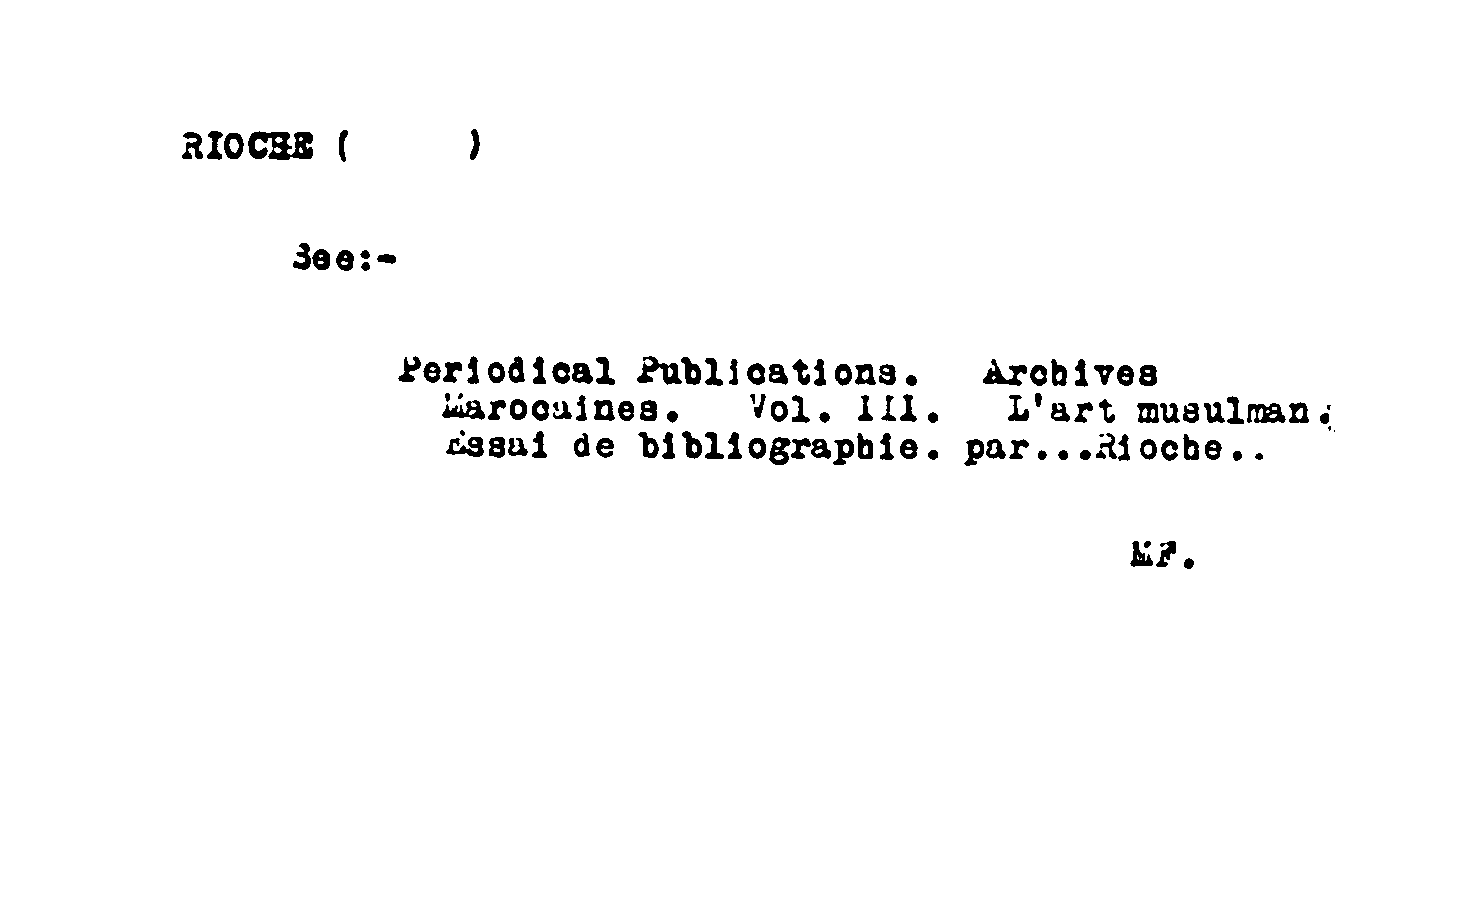 RIOCHE (      )
See:-
Periodical Publications. Archives
Marocaines. Vol. III. L'art musulman.
Essai de bibliographie. par...Rioche..
MF.